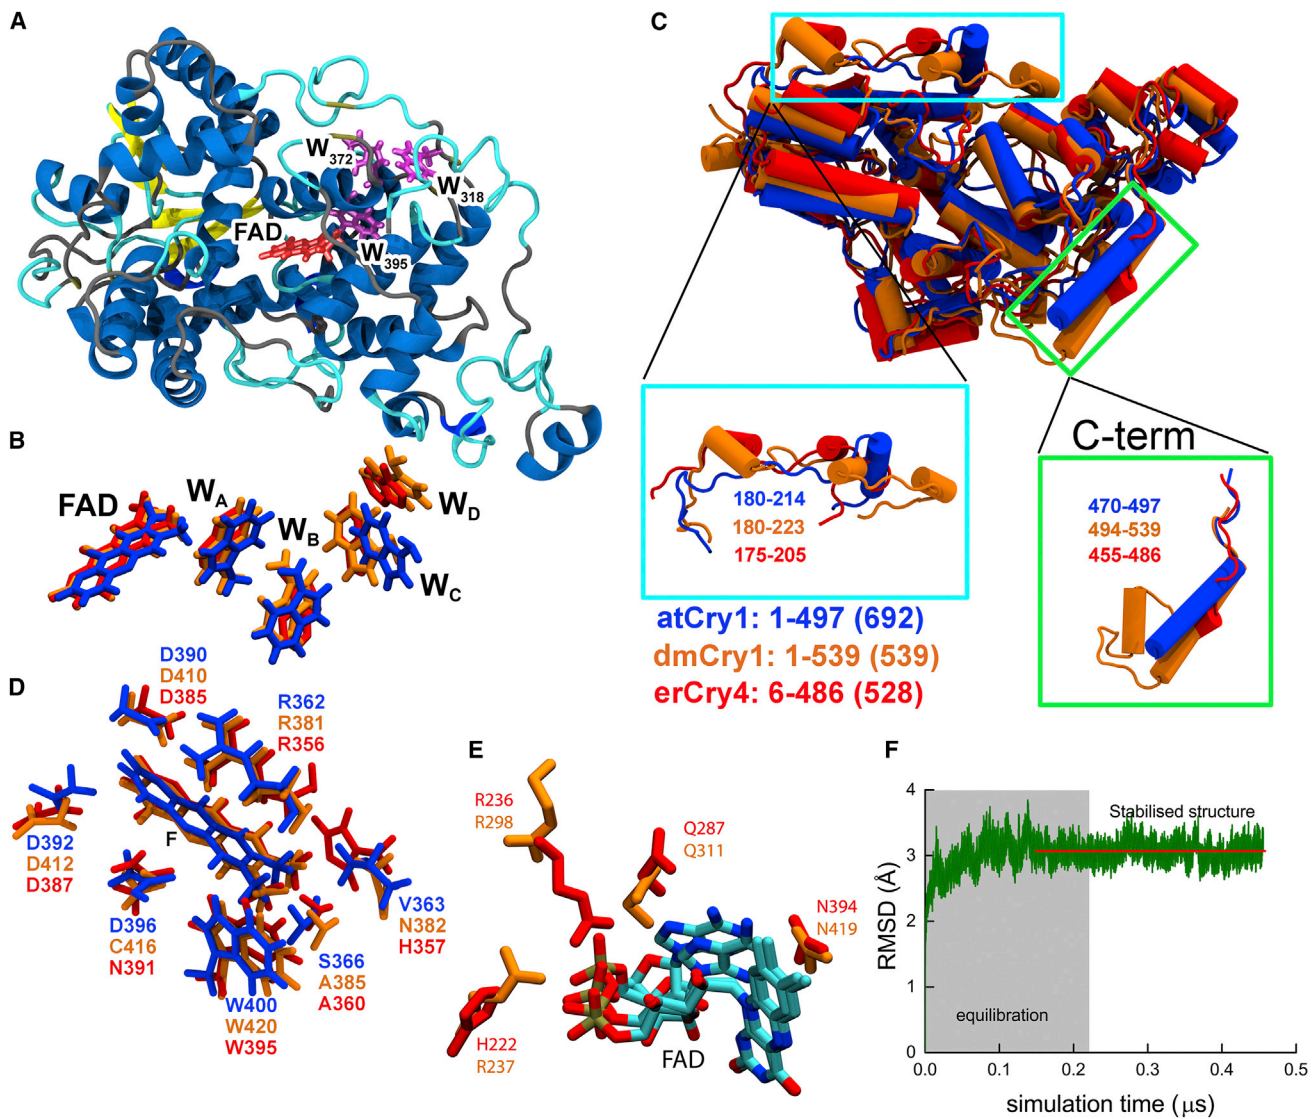 A
W372
W318
FAD
W395
B
FAD
WA
WB
WC
WD
C
180-214
180-223
175-205
C-term
470-497
494-539
455-486
atCry1: 1-497 (692)
dmCry1: 1-539 (539)
erCry4: 6-486 (528)
D
D390
D410
D385
R362
R381
R356
F
D392
D412
D387
D396
C416
N391
V363
N382
H357
S366
A385
A360
W400
W420
W395
E
R236
R298
Q287
Q311
N394
N419
H222
R237
FAD
F
4
3
2
1
0
RMSD (Å)
Stabilised structure
equilibration
0.0
0.1
0.2
0.3
0.4
0.5
simulation time (μs)